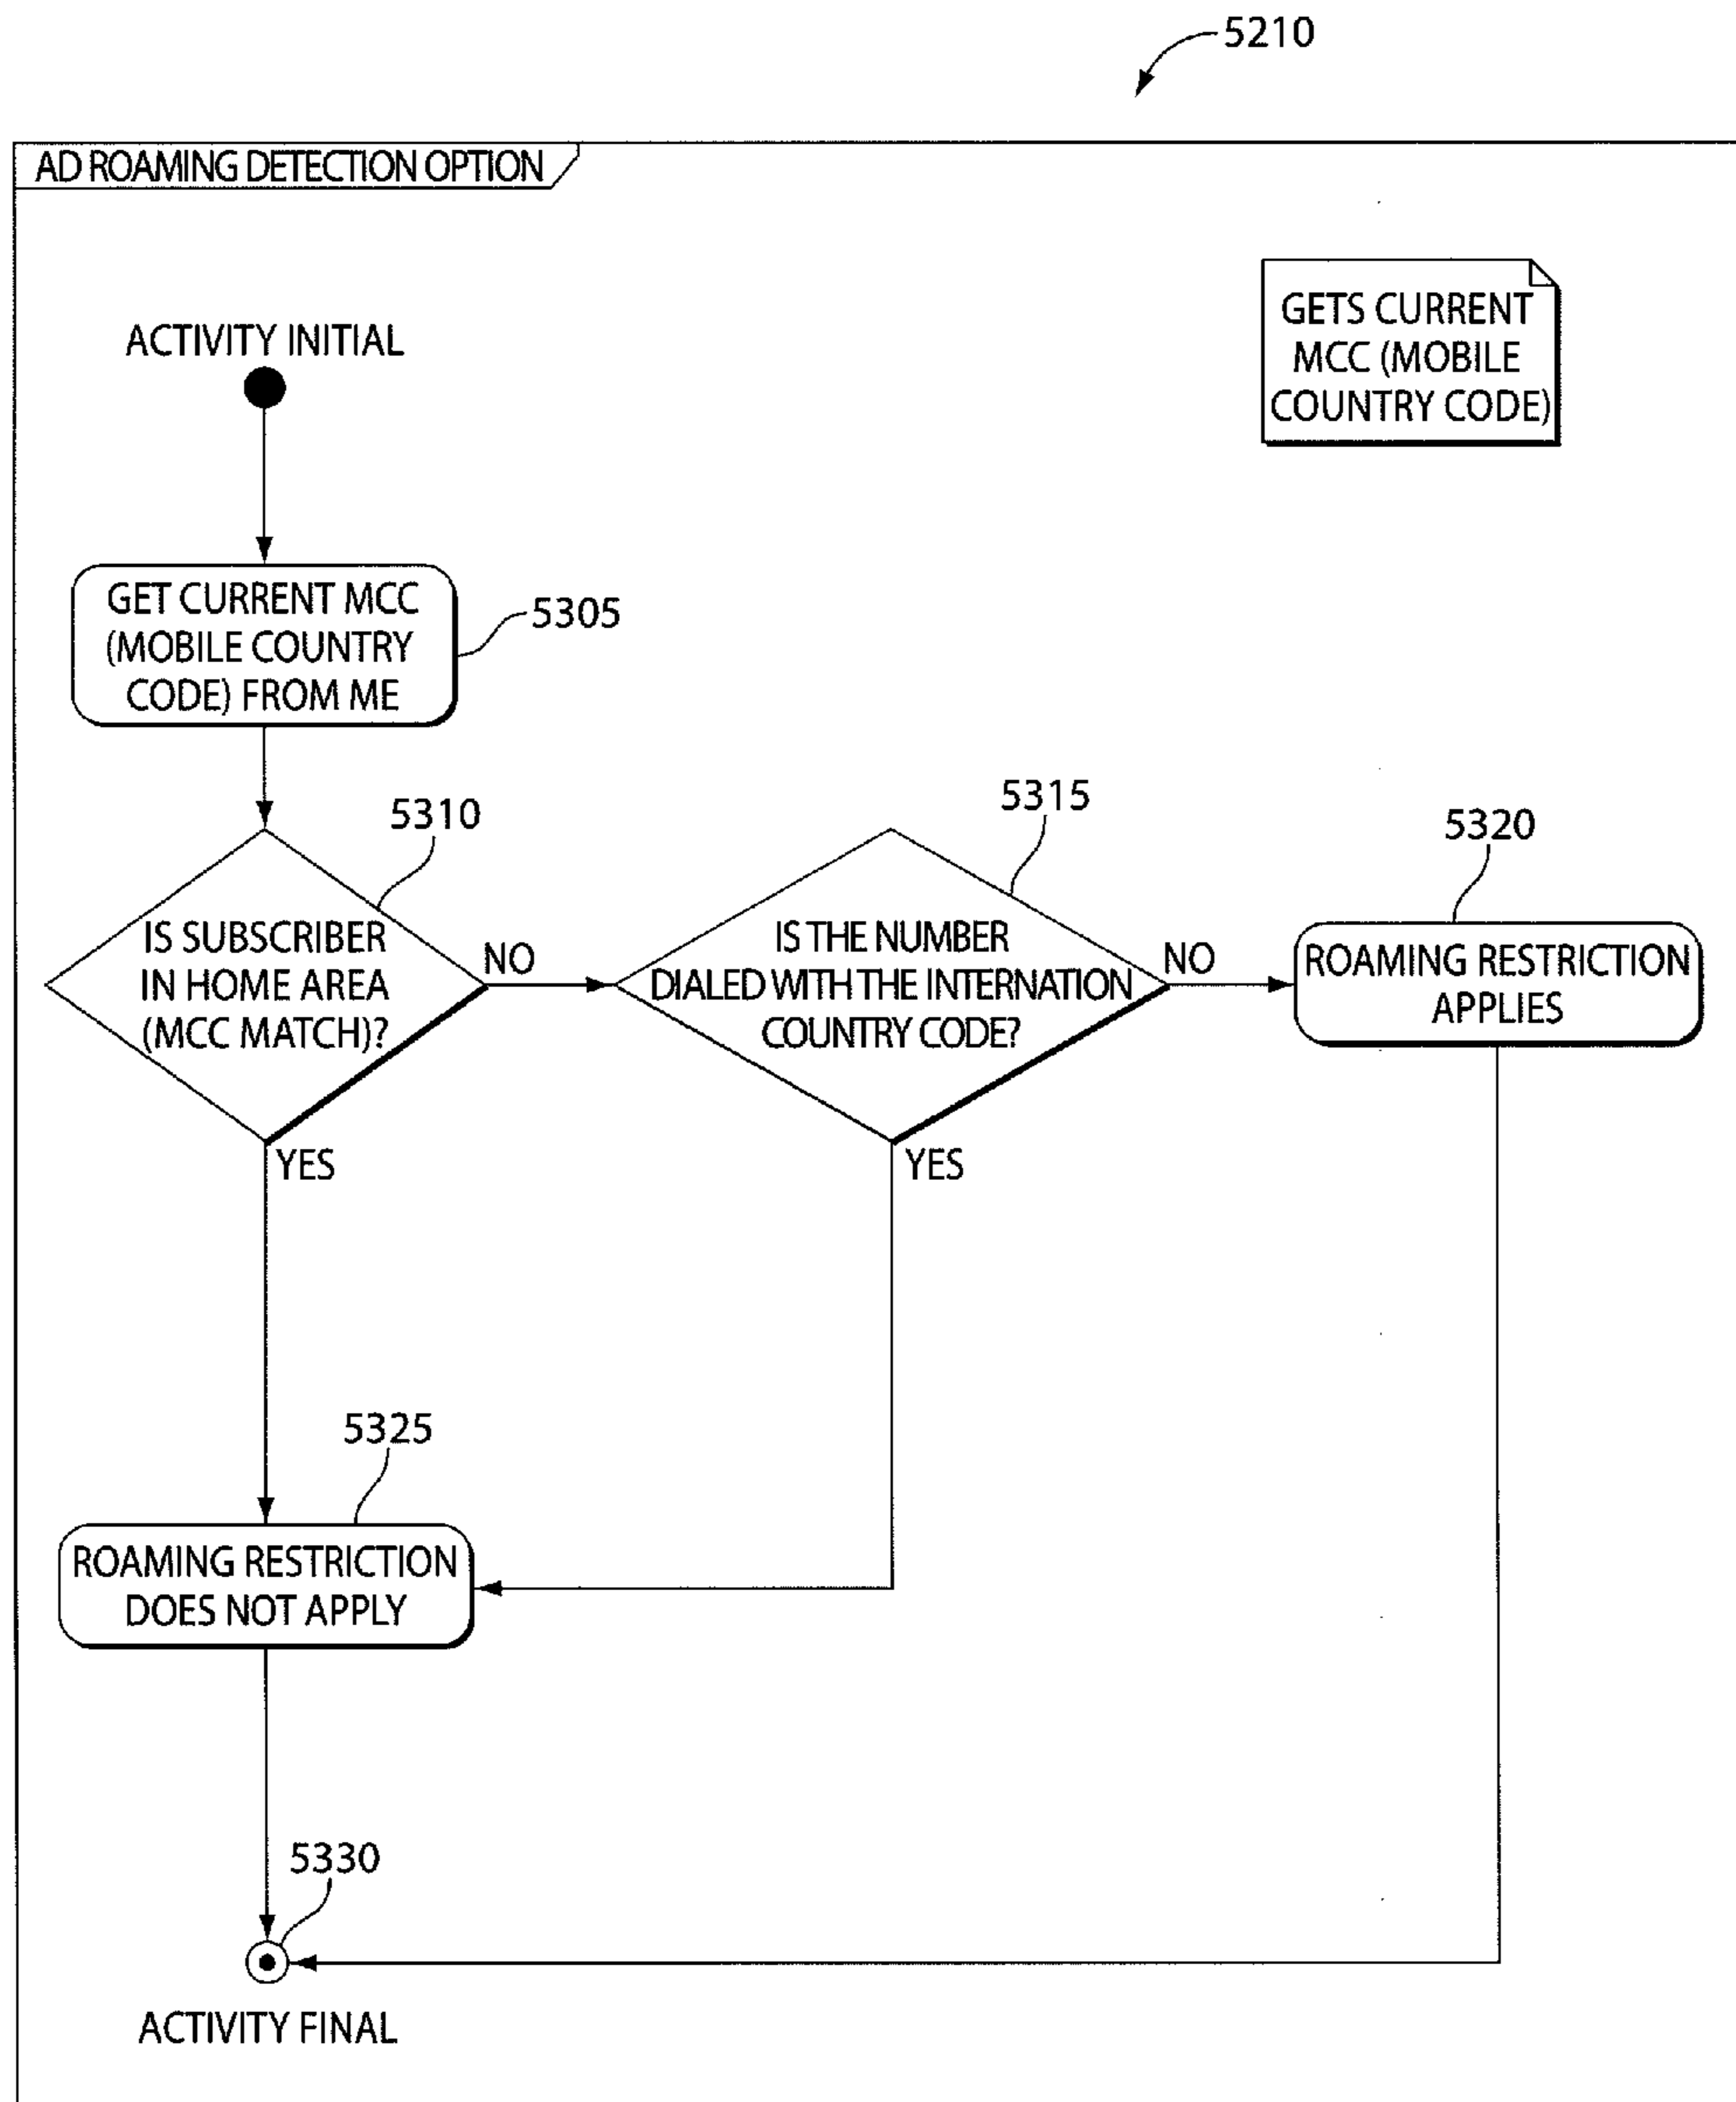 5210
AD ROAMING DETECTION OPTION
GETS CURRENT
MCC (MOBILE
COUNTRY CODE)
ACTIVITY INITIAL
GET CURRENT MCC
(MOBILE COUNTRY
CODE) FROM ME
5305
5310
IS SUBSCRIBER
IN HOME AREA
(MCC MATCH)?
NO
YES
5315
IS THE NUMBER
DIALED WITH THE INTERNATION
COUNTRY CODE?
NO
YES
5320
ROAMING RESTRICTION
APPLIES
5325
ROAMING RESTRICTION
DOES NOT APPLY
5330
ACTIVITY FINAL